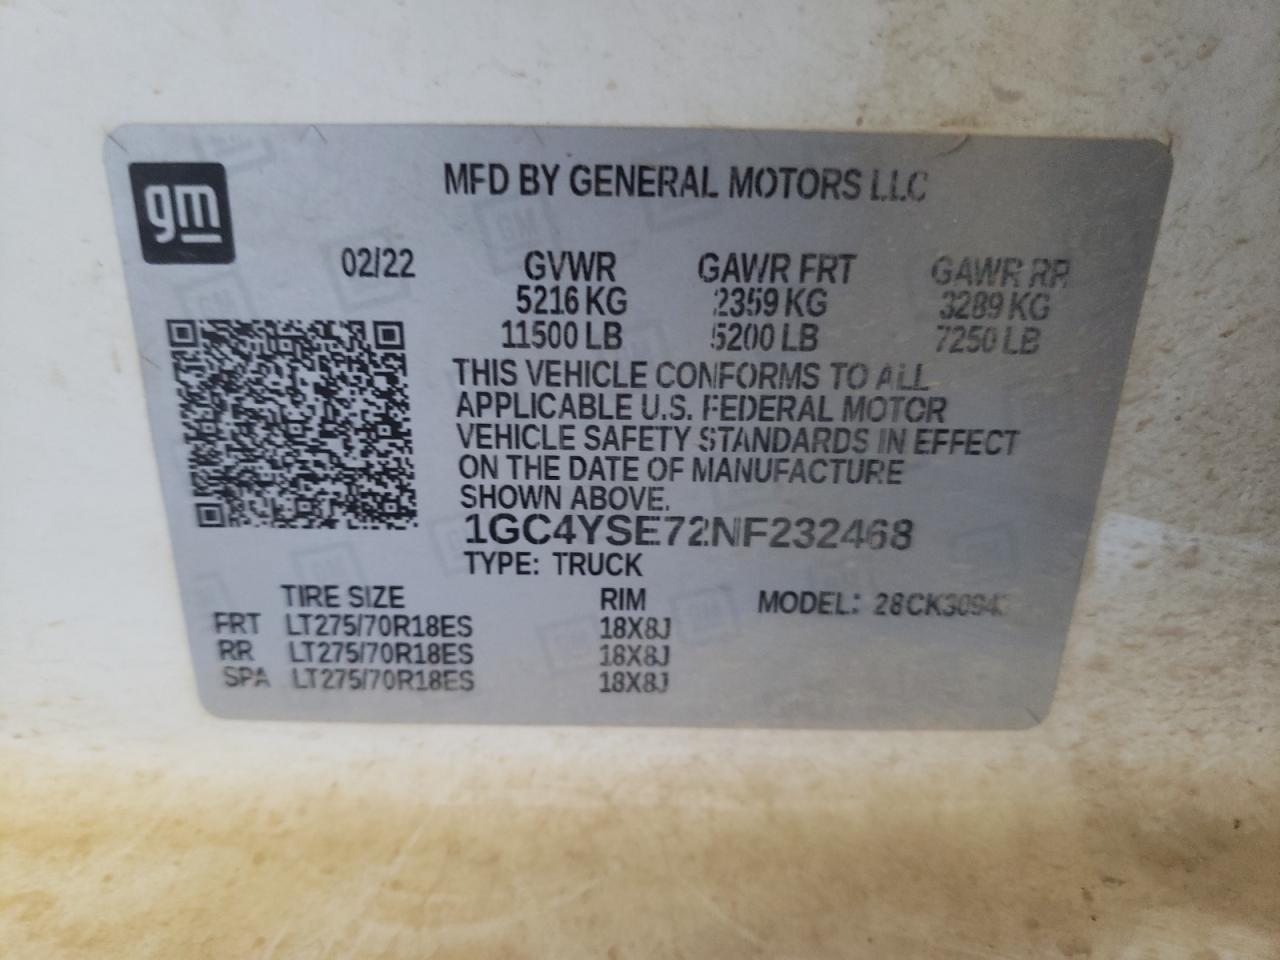 gm
MFD BY GENERAL MOTORS LLC
02/22 GVWR GAWR FRT GAWR RR
5216 KG 2359 KG 3289 KG
11500 LB 5200 LB 7250 LB
THIS VEHICLE CONFORMS TO ALL
APPLICABLE U.S. FEDERAL MOTOR
VEHICLE SAFETY STANDARDS IN EFFECT
ON THE DATE OF MANUFACTURE
SHOWN ABOVE.
1GC4YSE72NF232468
TYPE: TRUCK
TIRE SIZE RIM MODEL:
FRT LT275/70R18ES 18X8J
RR LT275/70R18ES 18X8J
SPA LT275/70R18ES 18X8J